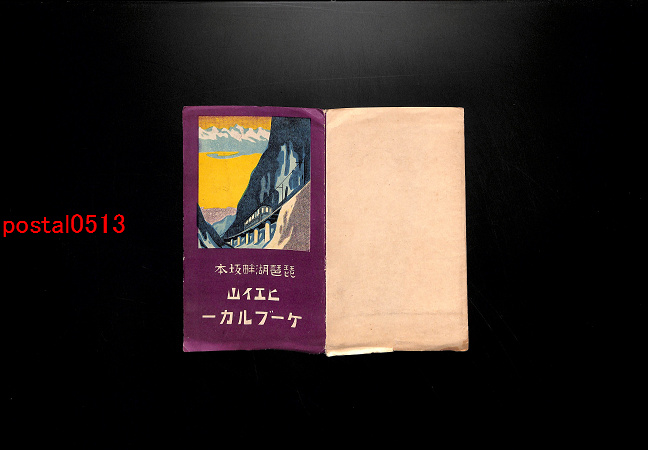 postal0513
琵琶湖畔坂本
ヒエイ山
ケーブルカー